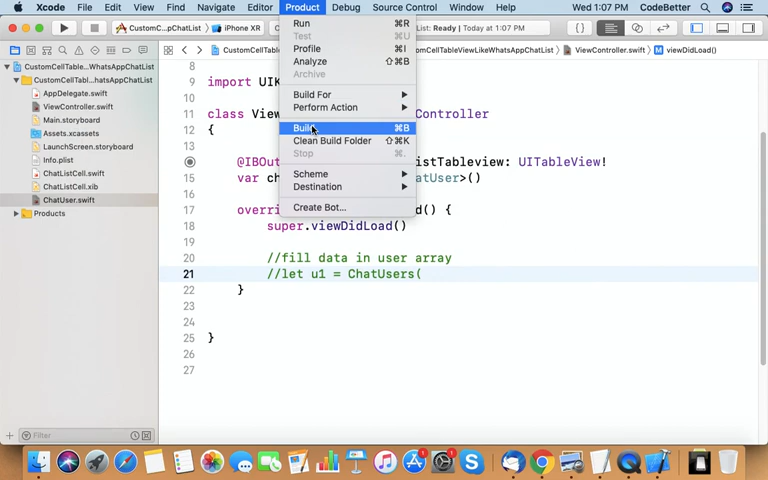 Xcode File Edit View Find Navigate Editor Product Debug Source Control Window Help Wed 1:07 PM CodeBetter
CustomC...pChatList iPhone XR Ready | Today at 1:07 PM
CustomCellTab omCellTableViewLikeWhatsAppChatList ViewController.swift M viewDidLoad()
Run ⌘R
Test ⌘U
Profile ⌘I
Analyze ⇧⌘B
Archive
Build For
Perform Action
Build ⌘B
Clean Build Folder ⇧⌘K
Stop ⌘.
Scheme
Destination
Create Bot...
CustomCellTable...WhatsAppChatList
CustomCellTab...hatsAppChatList
AppDelegate.swift
ViewController.swift
Main.storyboard
Assets.xcassets
LaunchScreen.storyboard
Info.plist
ChatListCell.swift
ChatListCell.xib
ChatUser.swift
Products
Filter
8
9 import UIK
10
11 class View Controller
12 {
13
@IBOut istTableview: UITableView!
15 var ch atUser>()
16
17 overri d() {
18 super.viewDidLoad()
19
20 //fill data in user array
21 //let u1 = ChatUsers(
22 }
23
24
25 }
26
27